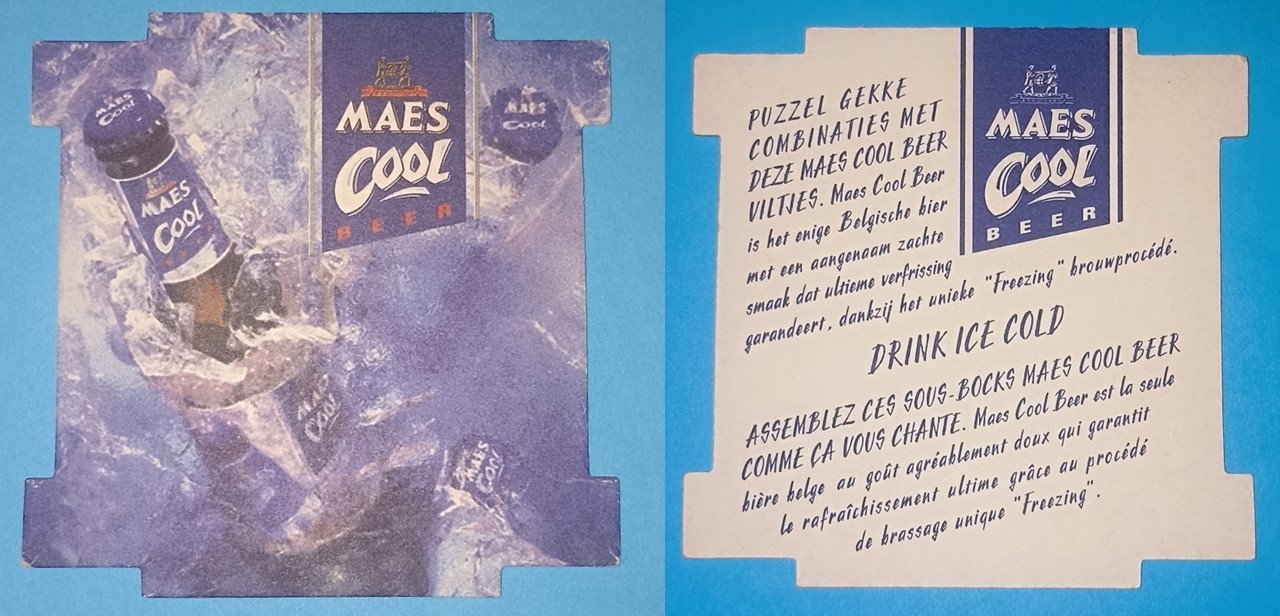 MAES
COOL
MAES
COOL
BEER
MAES
COOL
MAES
COOL
MAES
COOL
MAES
COOL
PUZZEL GEKKE
COMBINATIES MET
DEZE MAES COOL BEER
VILTJES. Maes Cool Beer
is het enige Belgische bier
met een aangenaam zachte
smaak dat ultieme verfrissing
garandeert, dankzij het unieke "Freezing" brouwprocédé.
MAES
COOL
BEER
DRINK ICE COLD
ASSEMBLEZ CES SOUS-BOCKS MAES COOL BEER
COMME ÇA VOUS CHANTE. Maes Cool Beer est la seule
bière belge au goût agréablement doux qui garantit
le rafraîchissement ultime grâce au procédé
de brassage unique "Freezing".